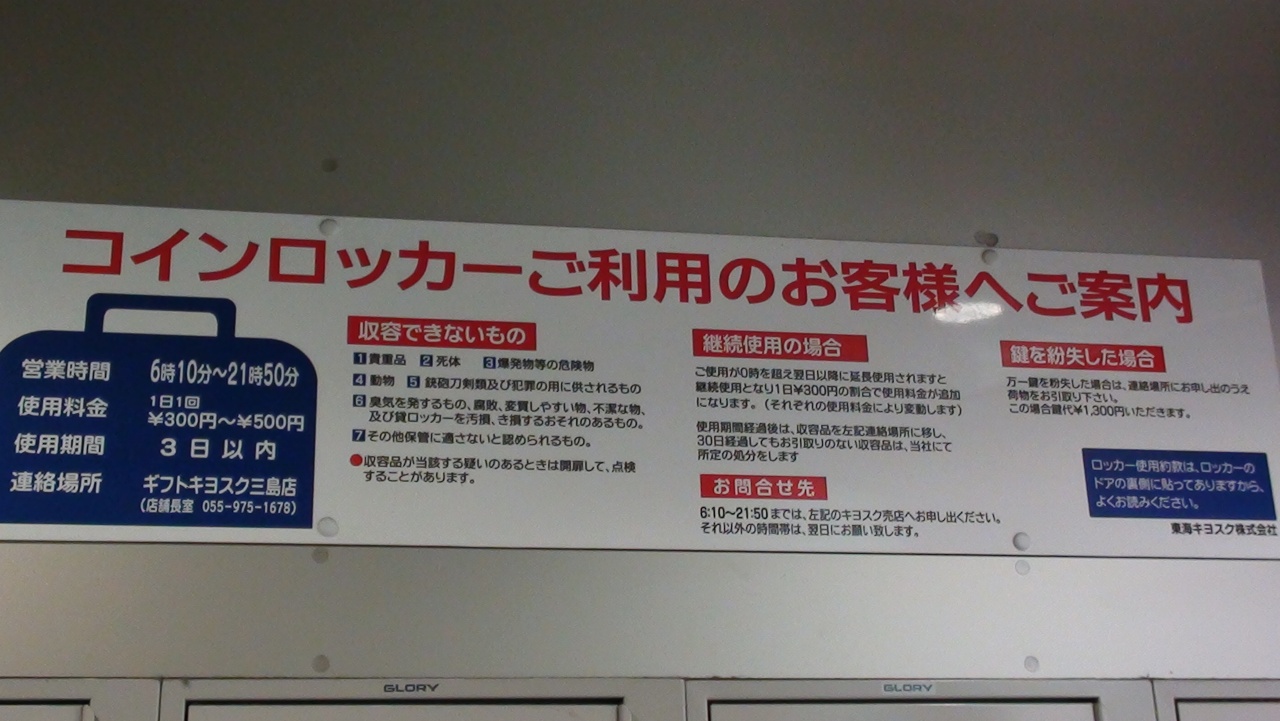 コインロッカーご利用のお客様へご案内
営業時間 6時10分～21時50分
使用料金 1日1回 ¥300円～¥500円
使用期間 3日以内
連絡場所 ギフトキヨスク三島店
(店舗長室 055-975-1678)
収容できないもの
1 貴重品 2 死体 3 爆発物等の危険物
4 動物 5 銃砲刀剣類及び犯罪の用に供されるもの
6 臭気を発するもの、腐敗、変質しやすい物、不潔な物、
及び貸ロッカーを汚損、き損するおそれのあるもの。
7 その他保管に適さないと認められるもの。
●収容品が当該する疑いのあるときは開扉して、点検
することがあります。
継続使用の場合
ご使用が0時を超え翌日以降に延長使用されますと
継続使用となり1日¥300円の割合で使用料金が追加
になります。(それぞれの使用料金により変動します)
使用期間経過後は、収容品を左記連絡場所に移し、
30日経過してもお引取りのない収容品は、当社にて
所定の処分をします
お問合せ先
6:10～21:50までは、左記のキヨスク売店へお申し出ください。
それ以外の時間帯は、翌日にお願い致します。
鍵を紛失した場合
万一鍵を紛失した場合は、連絡場所にお申し出のうえ
荷物をお引取り下さい。
この場合鍵代¥1,300円いただきます。
ロッカー使用約款は、ロッカーの
ドアの裏側に貼ってありますから、
よくお読みください。
東海キヨスク株式会社
GLORY
GLORY